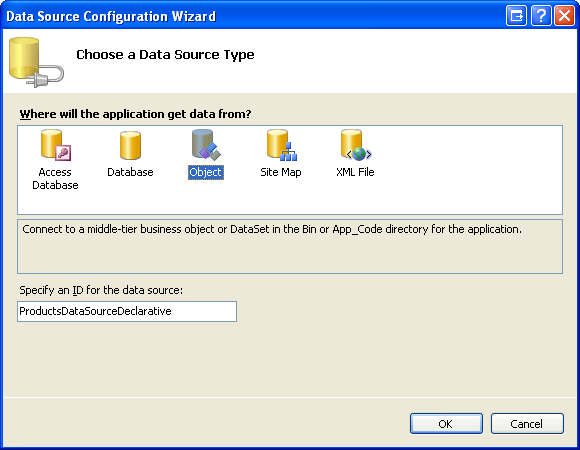 Data Source Configuration Wizard
Choose a Data Source Type
Where will the application get data from?
Access Database
Database
Object
Site Map
XML File
Connect to a middle-tier business object or DataSet in the Bin or App_Code directory for the application.
Specify an ID for the data source:
ProductsDataSourceDeclarative
OK
Cancel